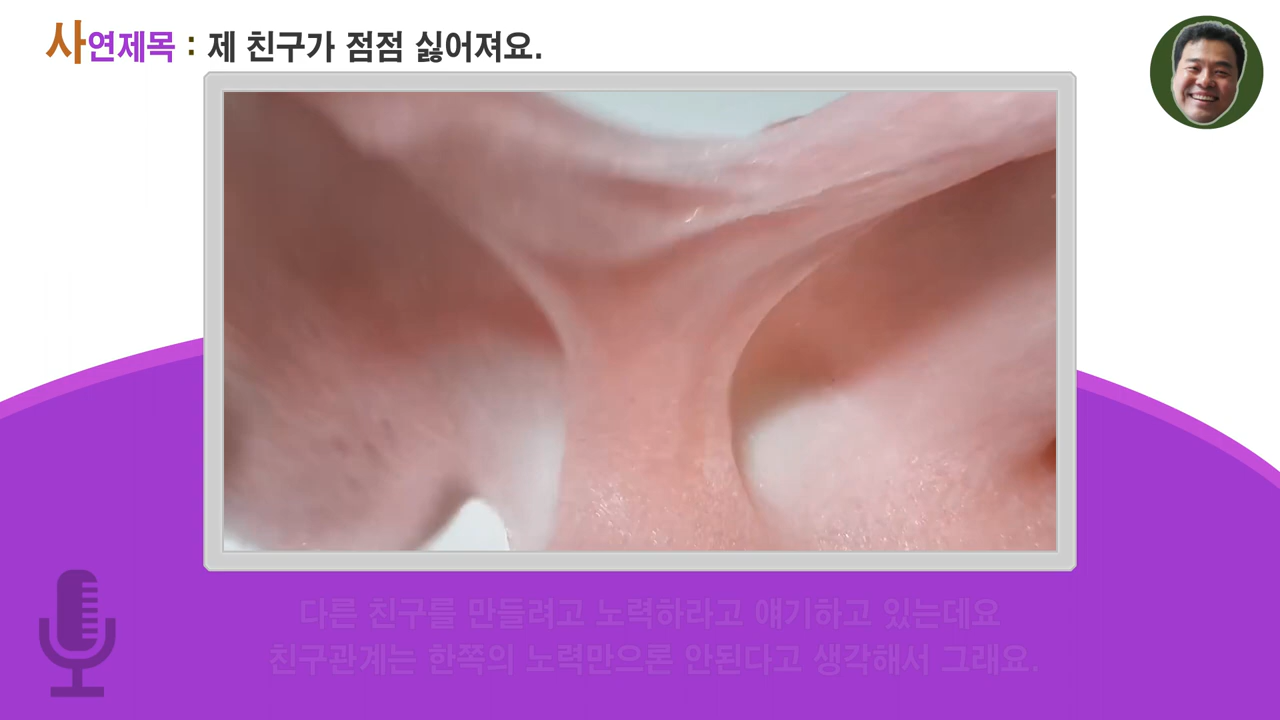 사연제목 : 제 친구가 점점 싫어져요.
다른 친구를 만들려고 노력하라고 얘기하고 있는데요
친구관계는 한쪽의 노력만으론 안된다고 생각해서 그래요.